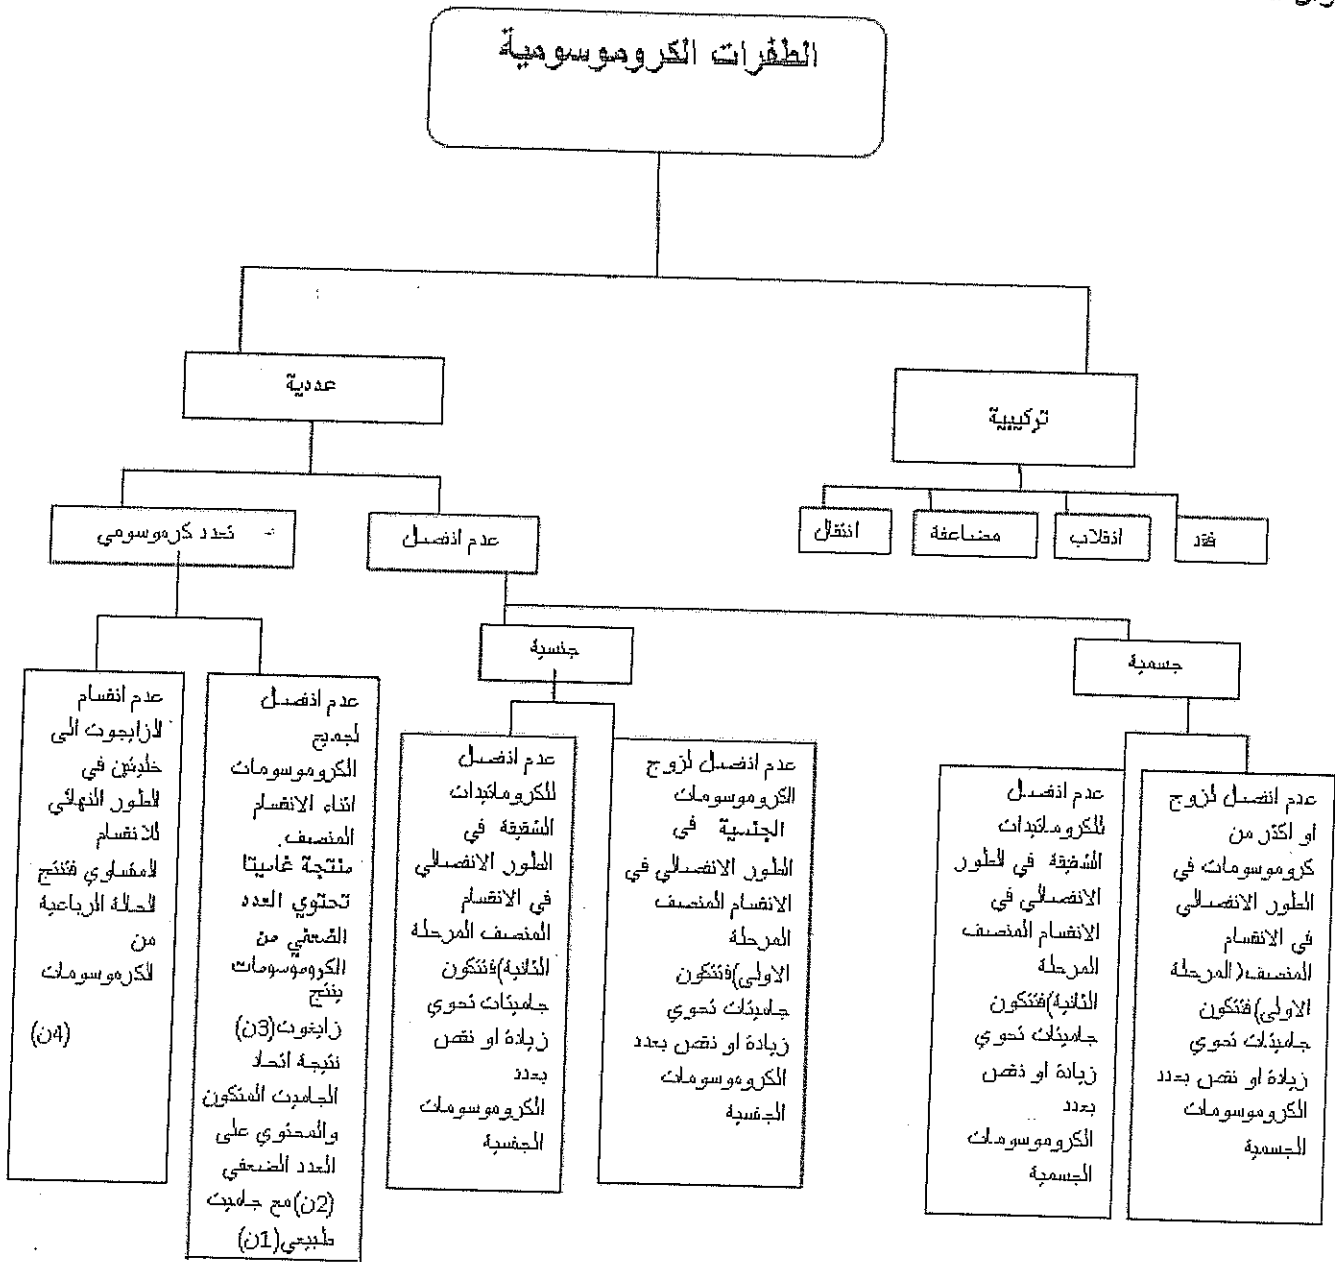 الطفرات الكروموسومية
تركيبية
عددية
فقد
انقلاب
مضاعفة
انتقال
عدم انفصال
تعدد كرموسومي
جسمية
جنسية
عدم انفصال لزوج
او اكثر من
كروموسومات في
الطور الانفصالي
في الانقسام
المنصف(المرحلة
الاولى)فتتكون
جاميتات تحوي
زيادة او نقص بعدد
الكروموسومات
الجسمية
عدم انفصال
للكروماتيدات
الشقيقة في الطور
الانفصالي في
الانقسام المنصف
المرحلة
الثانية)فتتكون
جاميتات تحوي
زيادة او نقص
بعدد
الكروموسومات
الجسمية
عدم انفصال لزوج
الكروموسومات
الجنسية في
الطور الانفصالي في
الانقسام المنصف
المرحلة
الاولى)فتتكون
جاميتات تحوي
زيادة او نقص بعدد
الكروموسومات
الجنسية
عدم انفصال
للكروماتيدات
الشقيقة في
الطور الانفصالي
في الانقسام
المنصف المرحلة
الثانية)فتتكون
جاميتات تحوي
زيادة او نقص
بعدد
الكروموسومات
الجنسية
عدم انفصال
لجميع
الكروموسومات
اثناء الانقسام
المنصف
منتجة غاميتا
تحتوي العدد
الضعفي من
الكروموسومات
ينتج
زايغوت(3ن)
نتيجة اتحاد
الجاميت المتكون
والمحتوي على
العدد الضعفي
(2ن)مع جاميت
طبيعي(1ن)
عدم انقسام
الزايجوت الى
خليتين في
الطور النهائي
للانقسام
المتساوي فتنتج
الحالة الرباعية
من
الكرموسومات
(4ن)